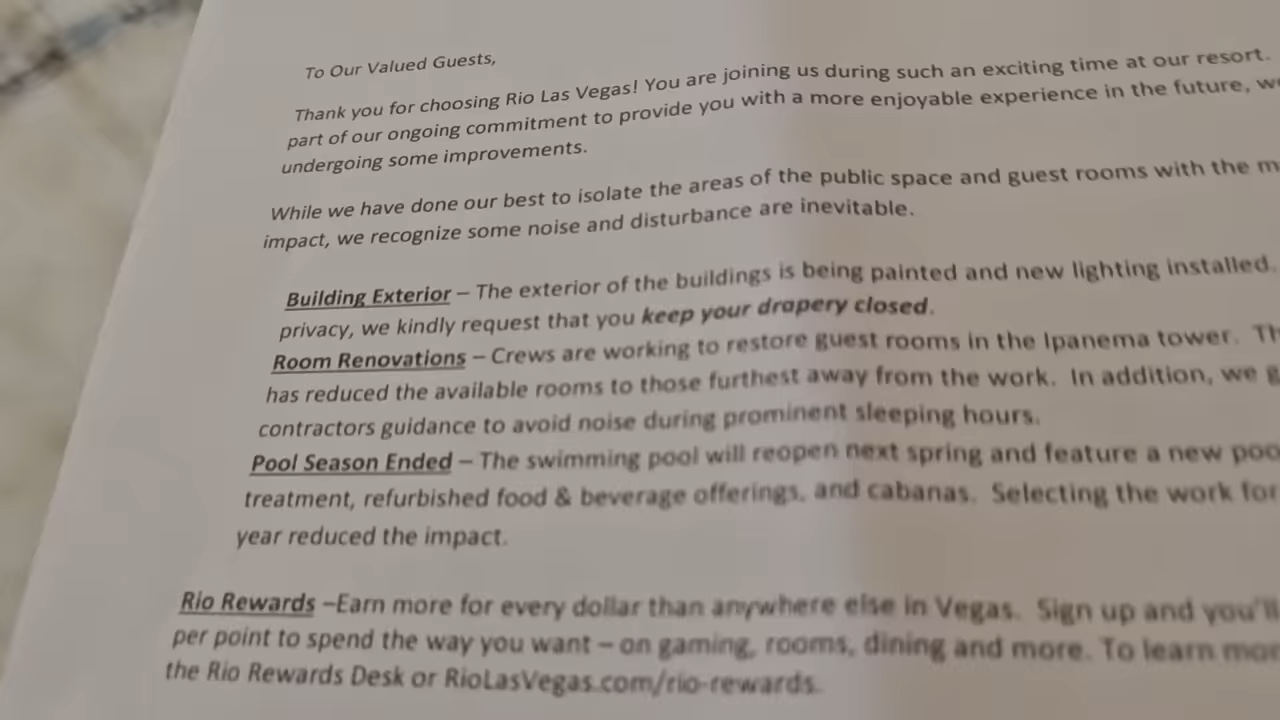 To Our Valued Guests,
Thank you for choosing Rio Las Vegas! You are joining us during such an exciting time at our resort.
part of our ongoing commitment to provide you with a more enjoyable experience in the future,
undergoing some improvements.
While we have done our best to isolate the areas of the public space and guest rooms with the
impact, we recognize some noise and disturbance are inevitable.
Building Exterior – The exterior of the buildings is being painted and new lighting installed.
privacy, we kindly request that you keep your drapery closed.
Room Renovations – Crews are working to restore guest rooms in the Ipanema tower.
has reduced the available rooms to those furthest away from the work. In addition, we
contractors guidance to avoid noise during prominent sleeping hours.
Pool Season Ended – The swimming pool will reopen next spring and feature a new
treatment, refurbished food & beverage offerings, and cabanas. Selecting the work for
year reduced the impact.
Rio Rewards –Earn more for every dollar than anywhere else in Vegas. Sign up and you'll
per point to spend the way you want – on gaming, rooms, dining and more. To learn
the Rio Rewards Desk or RioLasVegas.com/rio-rewards.